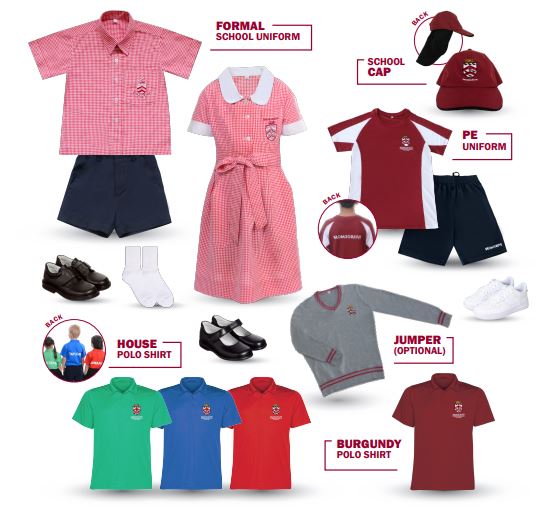 FORMAL
SCHOOL UNIFORM
BACK
SCHOOL
CAP
PE
UNIFORM
BACK
BACK
HOUSE
POLO SHIRT
JUMPER
(OPTIONAL)
BURGUNDY
POLO SHIRT